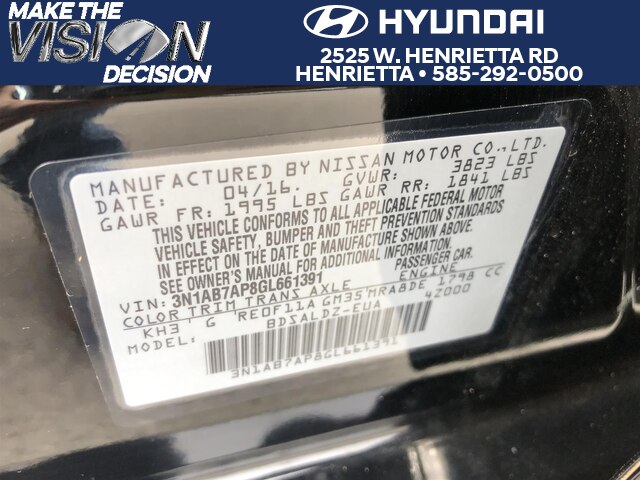 MAKE THE
VISION
DECISION
HYUNDAI
2525 W. HENRIETTA RD
HENRIETTA • 585-292-0500
MANUFACTURED BY NISSAN MOTOR CO.,LTD.
DATE: 04/16. GVWR: 3823 LBS
GAWR FR: 1995 LBS GAWR RR: 1841 LBS
THIS VEHICLE CONFORMS TO ALL APPLICABLE FEDERAL MOTOR
VEHICLE SAFETY, BUMPER AND THEFT PREVENTION STANDARDS
IN EFFECT ON THE DATE OF MANUFACTURE SHOWN ABOVE.
SEE OWNER'S MANUAL FOR ADDITIONAL INFORMATION.
VIN: 3N1AB7AP8GL661391 PASSENGER CAR.
COLOR TRIM TRANS AXLE ENGINE
KH3 G RE0F11A GM35 MRA8DE 1798 CC
MODEL: BDSALDZ-EUA 42000
3N1AB7AP8GL661391